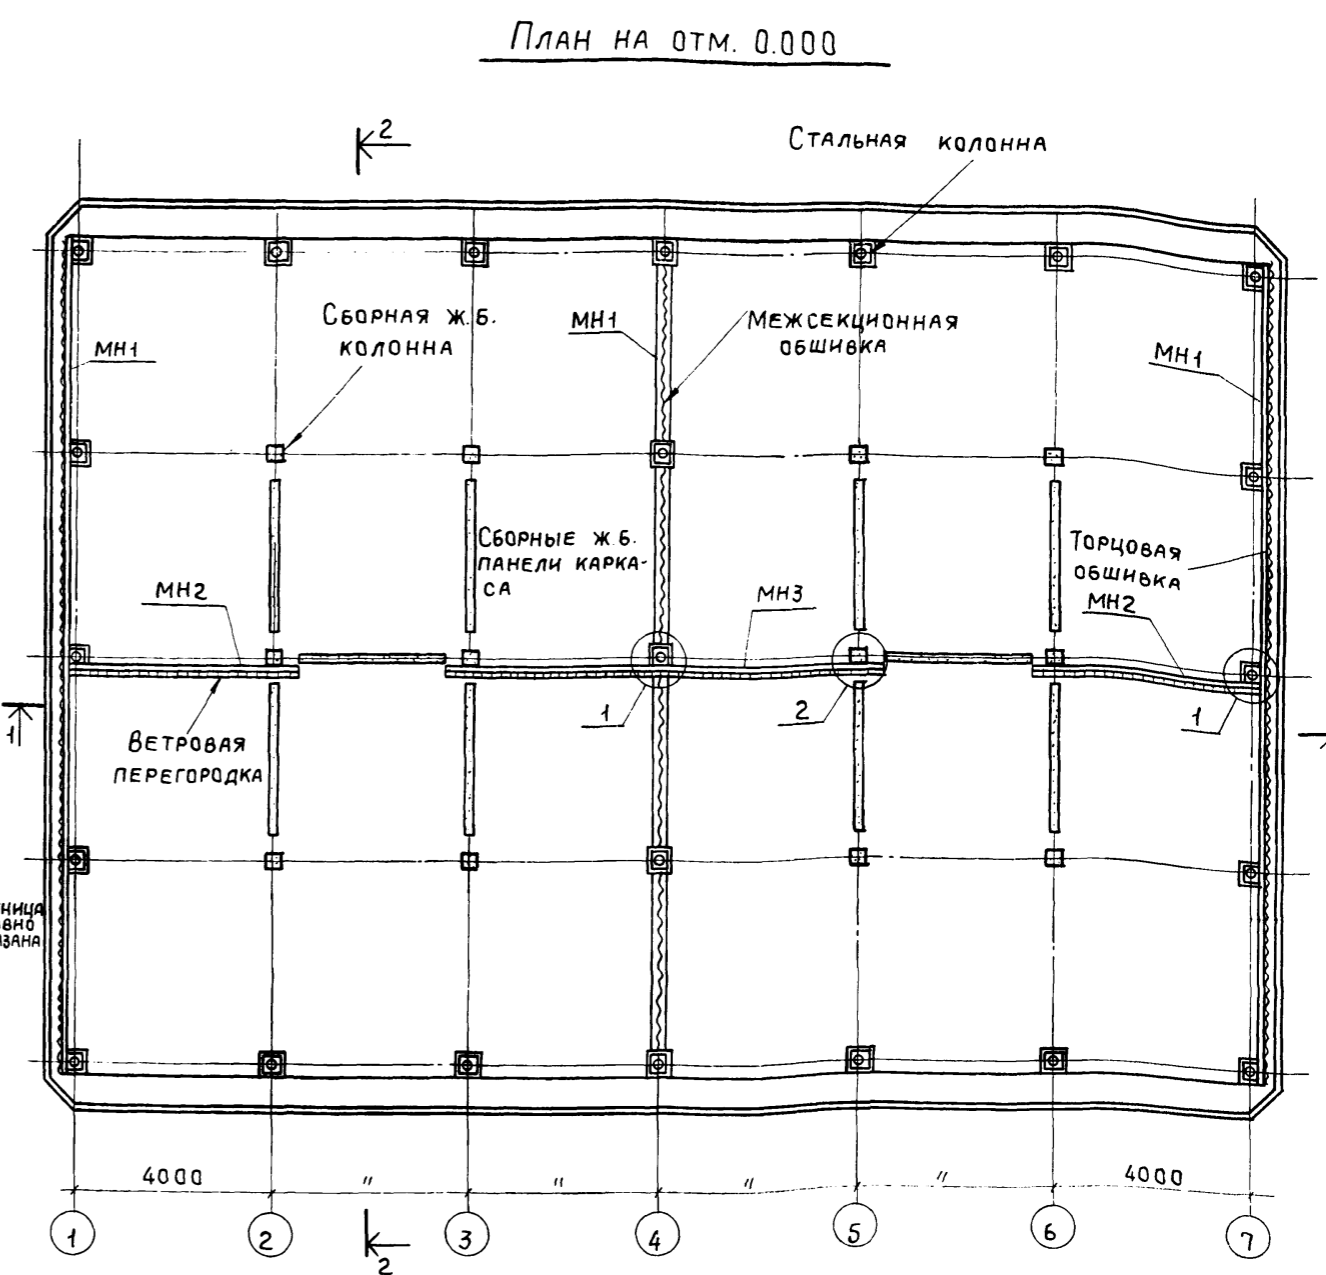 План на отм. 0.000
2
Стальная колонна
Сборная ж.б.
колонна
МН1
МН1
Межсекционная
обшивка
МН1
Сборные ж.б.
панели карка-
са
Торцовая
обшивка
МН2
МН2
МН3
1
2
1
1
Ветровая
перегородка
4000
"
"
"
"
4000
1
2
3
4
5
6
7
2